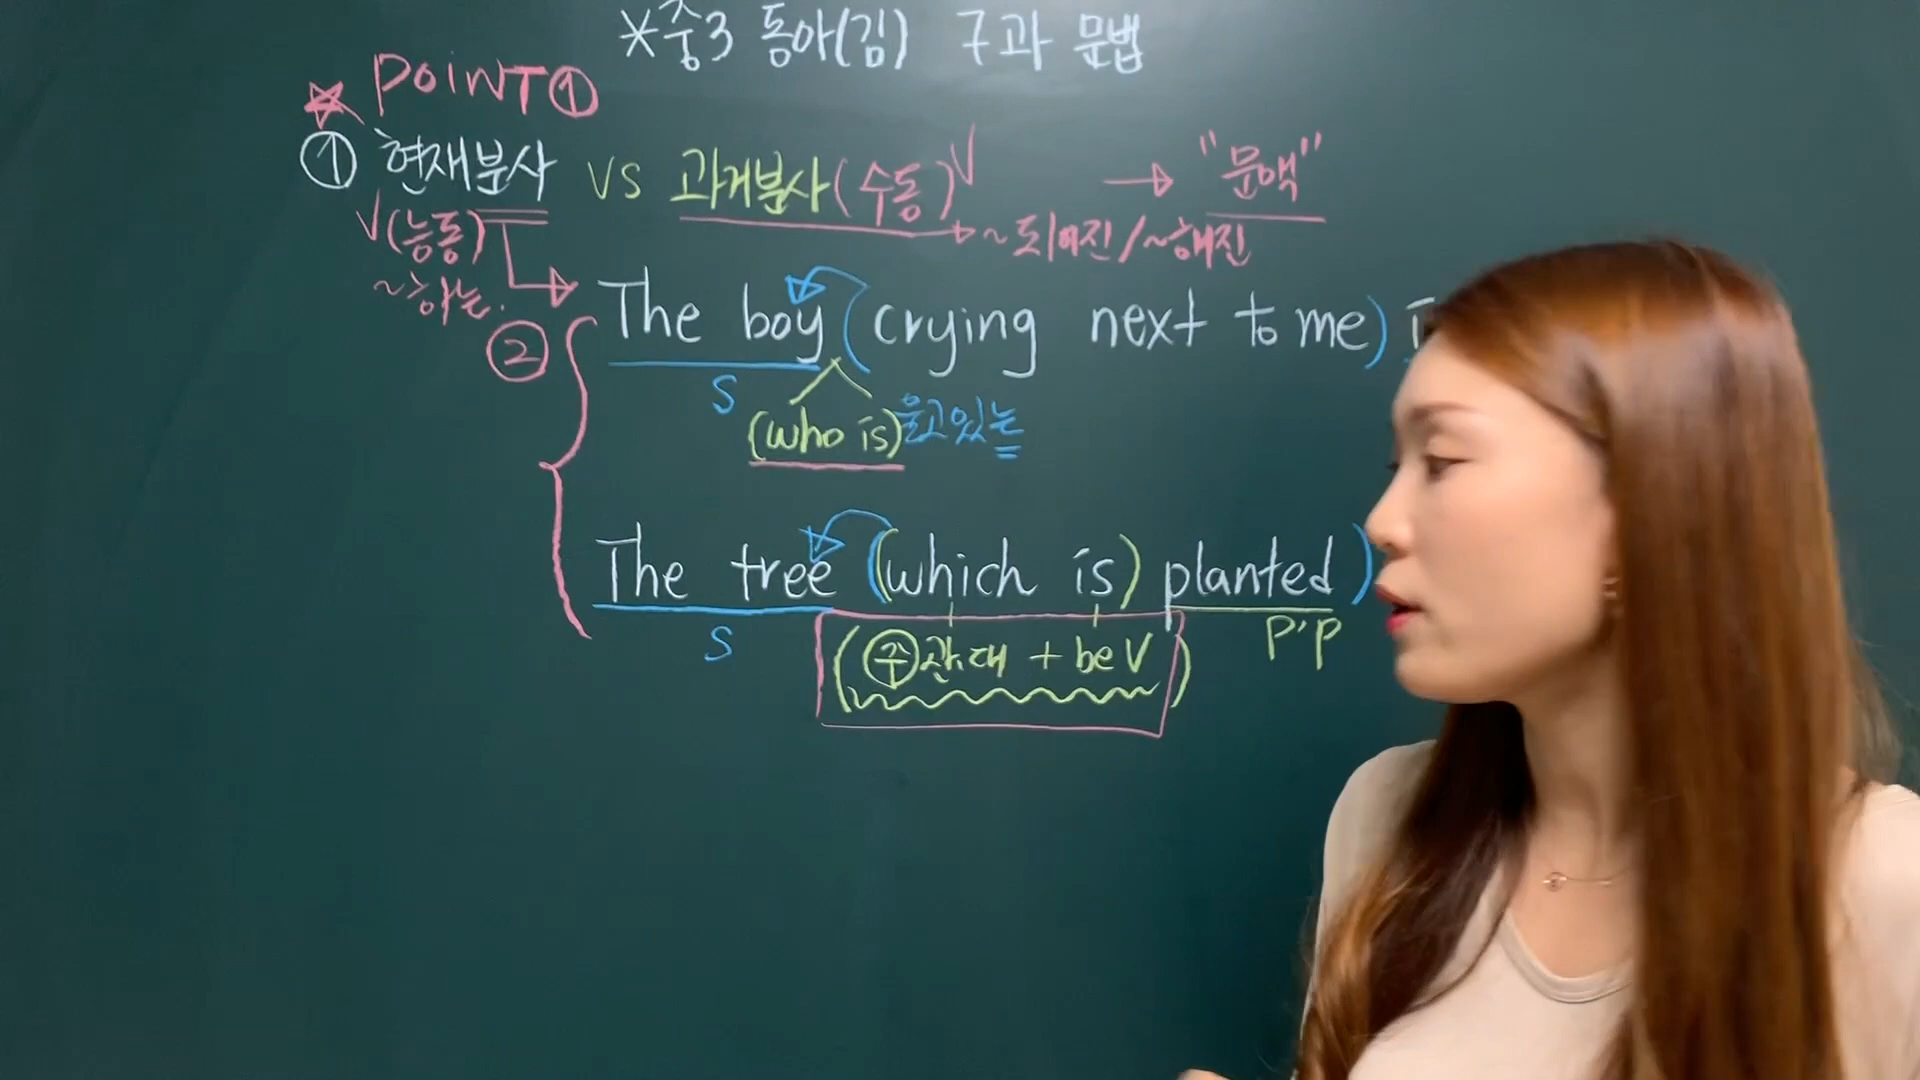 *중3 동아(김) 7과 문법
POINT①
① 현재분사 vs 과거분사(수동)V → "문맥"
V(능동) ~되어진/~해진
~하는.
② The boy (crying next to me)
S
(who is) 울고있는
The tree (which is) planted)
S (㈜관.대 + be V) P.P